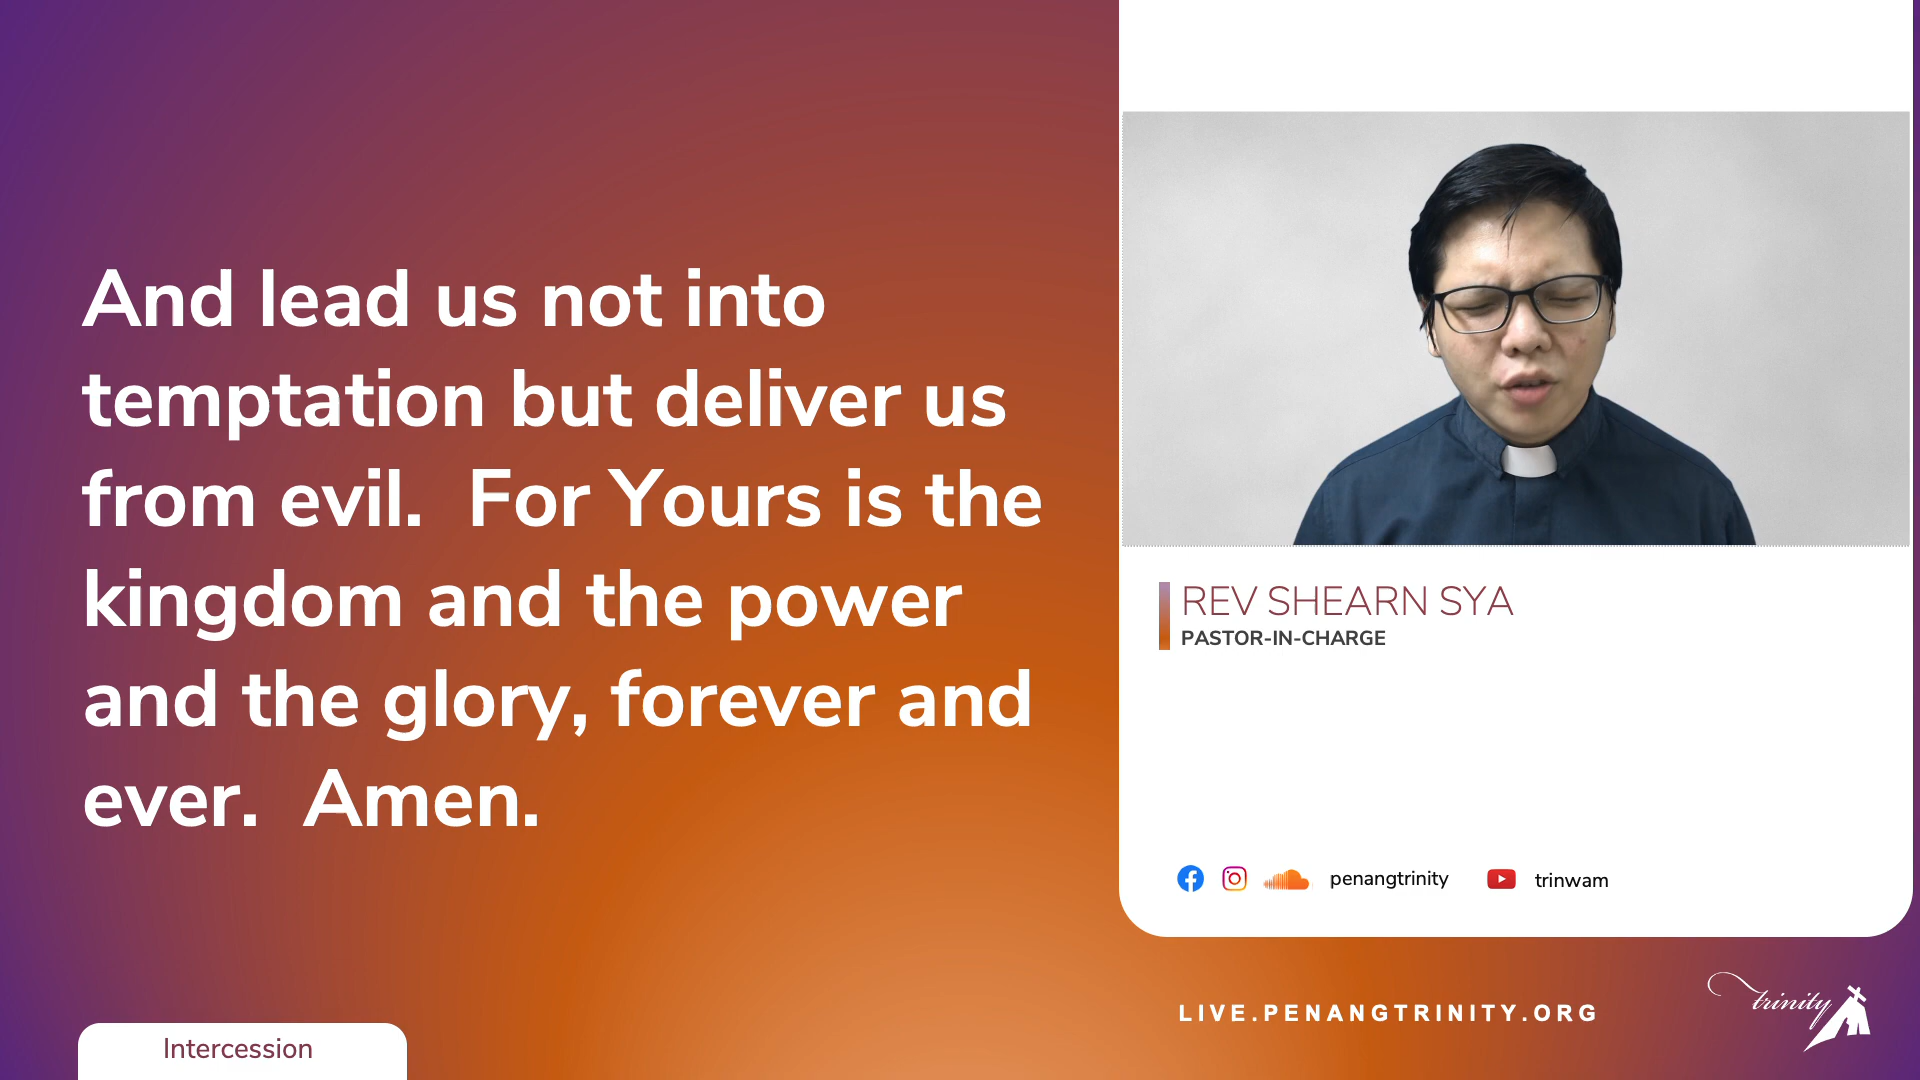 And lead us not into
temptation but deliver us
from evil.  For Yours is the
kingdom and the power
and the glory, forever and
ever.  Amen.
REV SHEARN SYA
PASTOR-IN-CHARGE
penangtrinity
trinwam
LIVE.PENANGTRINITY.ORG
trinity
Intercession